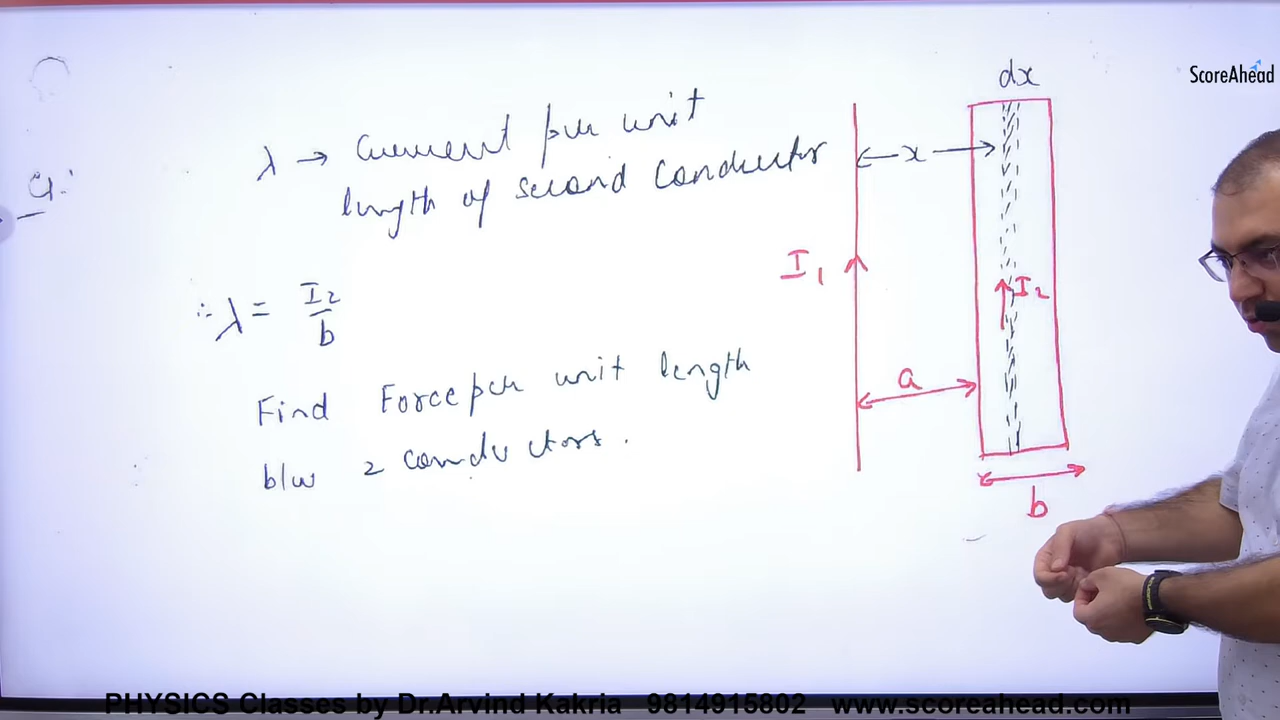 ScoreAhead
dx
λ → Current per unit
length of second conductor
x
Q:
I₁
I₂
∴ λ = I₂/b
a
Find Force per unit length
b/w 2 conductors.
b
PHYSICS Classes by Dr.Arvind Kakria 9814915802 www.scoreahead.com